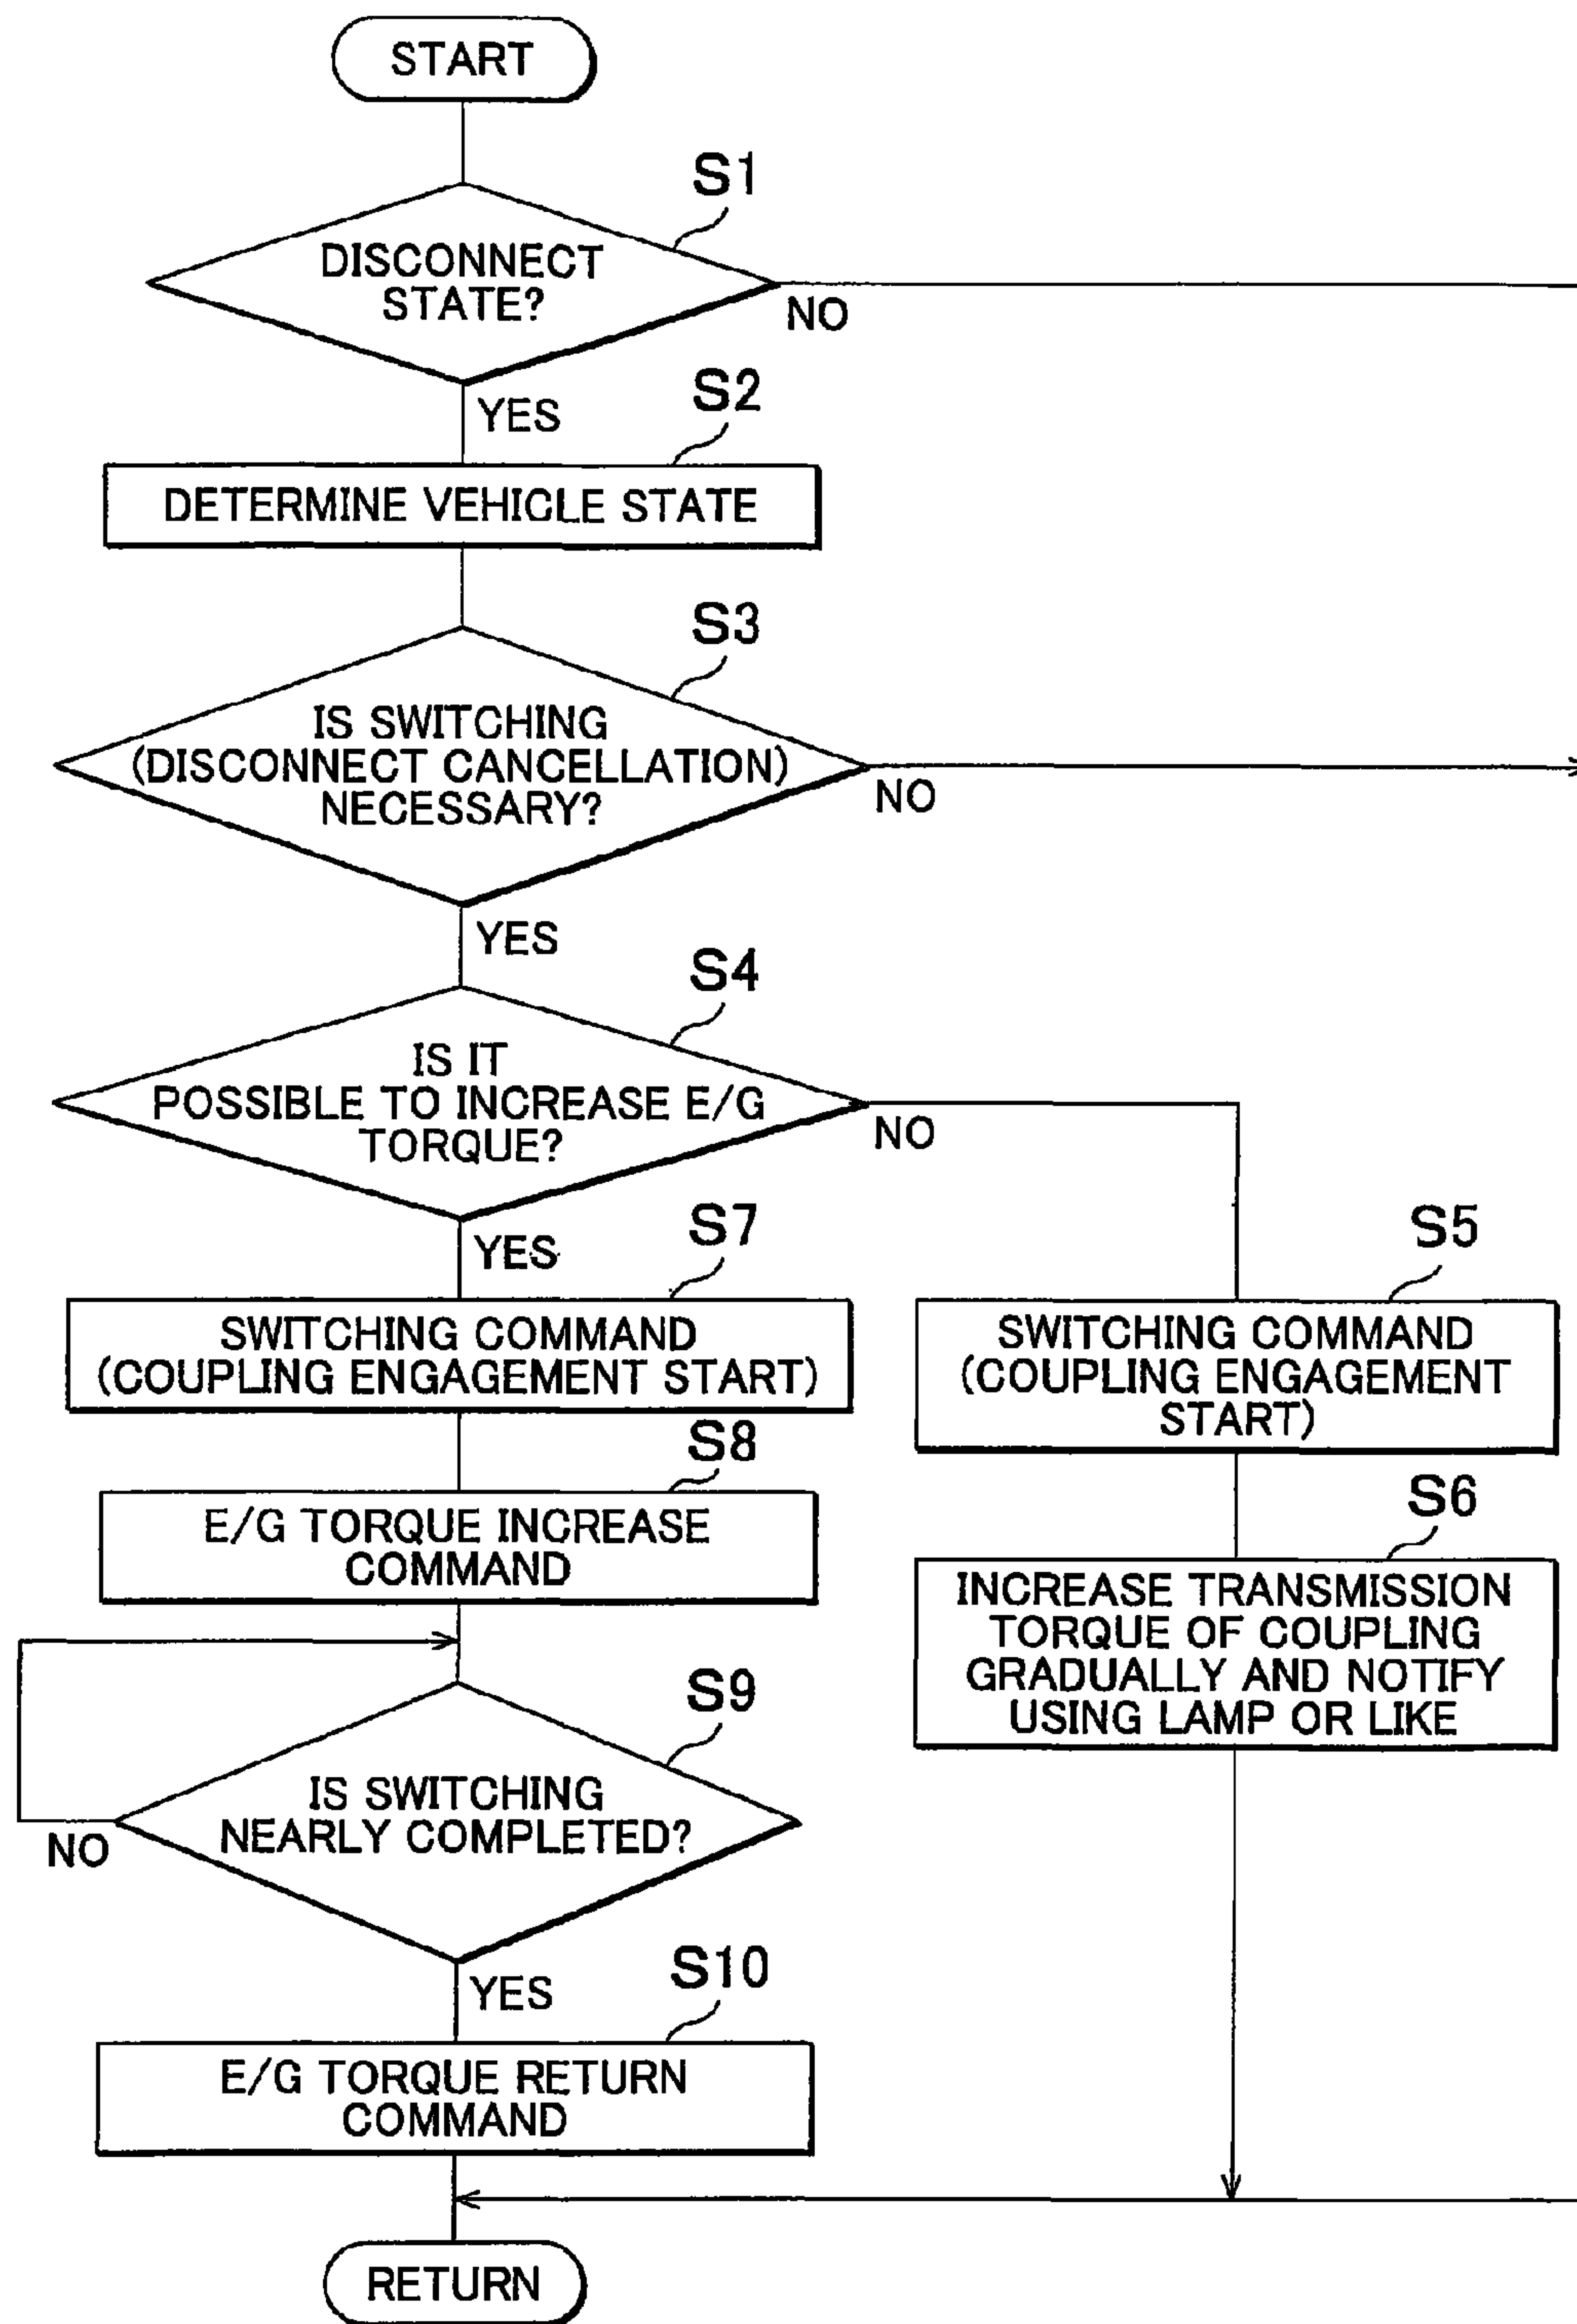 START
S1
DISCONNECT
STATE?
NO
YES
S2
DETERMINE VEHICLE STATE
S3
IS SWITCHING
(DISCONNECT CANCELLATION)
NECESSARY?
NO
YES
S4
IS IT
POSSIBLE TO INCREASE E/G
TORQUE?
NO
YES
S7
SWITCHING COMMAND
(COUPLING ENGAGEMENT START)
S5
SWITCHING COMMAND
(COUPLING ENGAGEMENT
START)
S8
E/G TORQUE INCREASE
COMMAND
S6
INCREASE TRANSMISSION
TORQUE OF COUPLING
GRADUALLY AND NOTIFY
USING LAMP OR LIKE
S9
IS SWITCHING
NEARLY COMPLETED?
NO
YES
S10
E/G TORQUE RETURN
COMMAND
RETURN